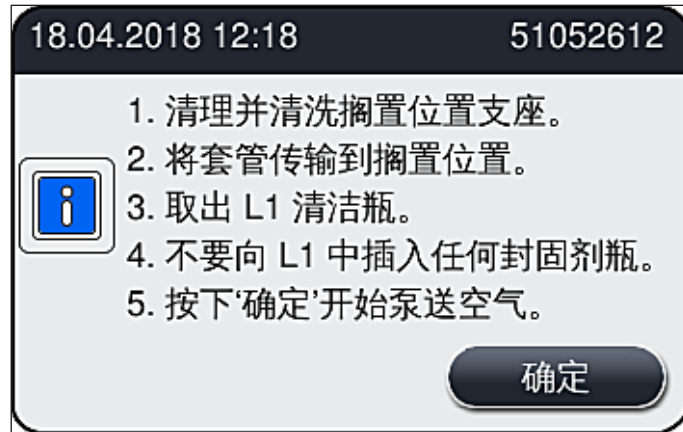 18.04.2018 12:18 51052612
1. 清理并清洗搁置位置支座。
2. 将套管传输到搁置位置。
3. 取出 L1 清洁瓶。
4. 不要向 L1 中插入任何封固剂瓶。
5. 按下‘确定’开始泵送空气。
确定